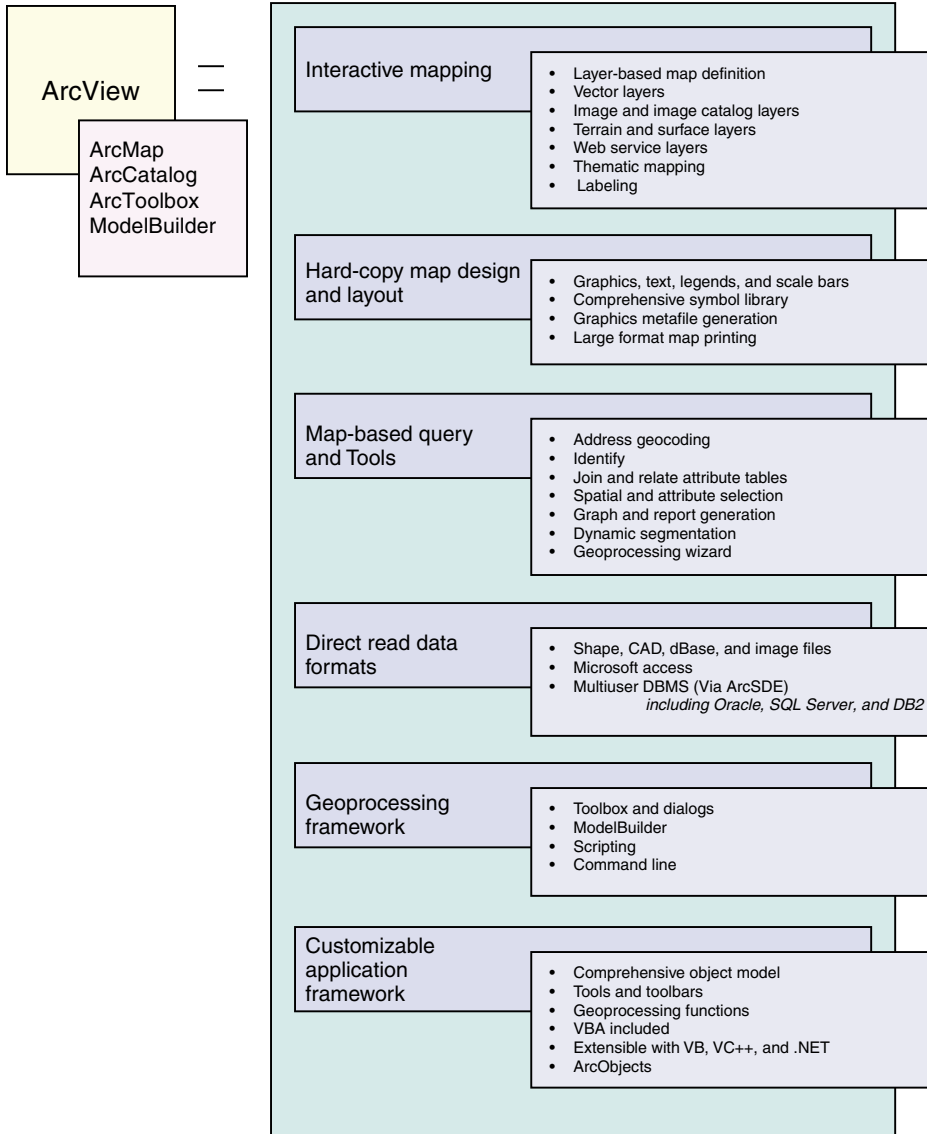 ArcView
ArcMap
ArcCatalog
ArcToolbox
ModelBuilder
Interactive mapping
• Layer-based map definition
• Vector layers
• Image and image catalog layers
• Terrain and surface layers
• Web service layers
• Thematic mapping
• Labeling
Hard-copy map design
and layout
• Graphics, text, legends, and scale bars
• Comprehensive symbol library
• Graphics metafile generation
• Large format map printing
Map-based query
and Tools
• Address geocoding
• Identify
• Join and relate attribute tables
• Spatial and attribute selection
• Graph and report generation
• Dynamic segmentation
• Geoprocessing wizard
Direct read data
formats
• Shape, CAD, dBase, and image files
• Microsoft access
• Multiuser DBMS (Via ArcSDE)
including Oracle, SQL Server, and DB2
Geoprocessing
framework
• Toolbox and dialogs
• ModelBuilder
• Scripting
• Command line
Customizable
application
framework
• Comprehensive object model
• Tools and toolbars
• Geoprocessing functions
• VBA included
• Extensible with VB, VC++, and .NET
• ArcObjects